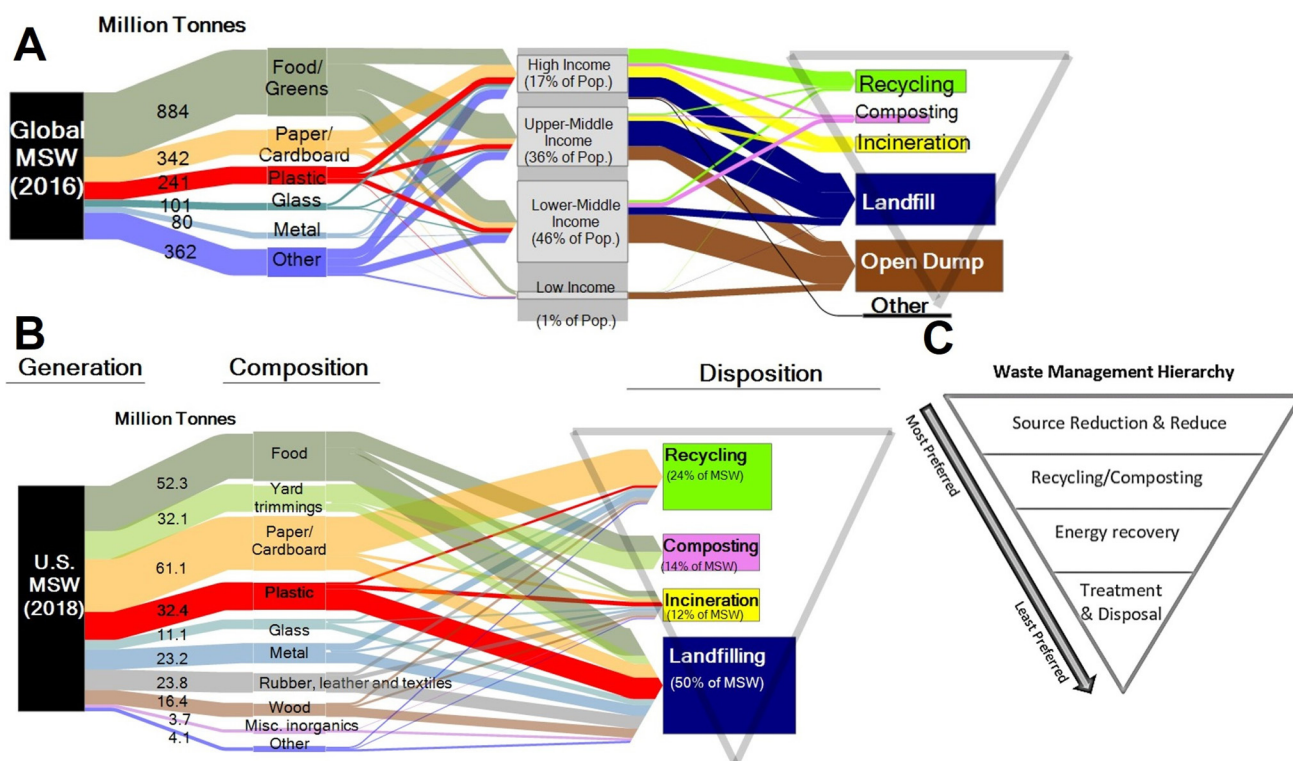 A
Million Tonnes
Global
MSW
(2016)
884
342
241
101
80
362
Food/
Greens
Paper/
Cardboard
Plastic
Glass
Metal
Other
High Income
(17% of Pop.)
Upper-Middle
Income
(36% of Pop.)
Lower-Middle
Income
(46% of Pop.)
Low Income
(1% of Pop.)
Recycling
Composting
Incineration
Landfill
Open Dump
Other
B
Generation
Composition
Disposition
Million Tonnes
U.S.
MSW
(2018)
52.3
32.1
61.1
32.4
11.1
23.2
23.8
16.4
3.7
4.1
Food
Yard
trimmings
Paper/
Cardboard
Plastic
Glass
Metal
Rubber, leather and textiles
Wood
Misc. inorganics
Other
Recycling
(24% of MSW)
Composting
(14% of MSW)
Incineration
(12% of MSW)
Landfilling
(50% of MSW)
C
Waste Management Hierarchy
Most Preferred
Least Preferred
Source Reduction & Reduce
Recycling/Composting
Energy recovery
Treatment
& Disposal